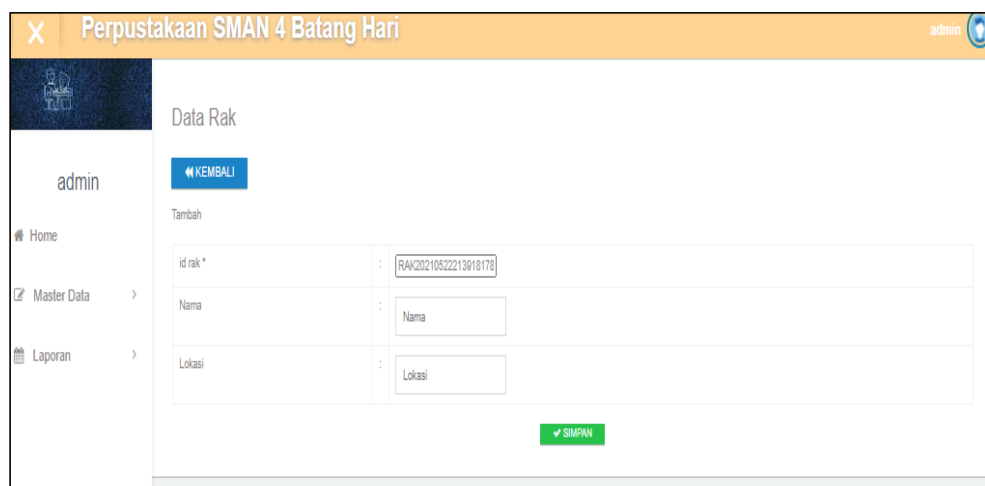 X Perpustakaan SMAN 4 Batang Hari admin
Data Rak
KEMBALI
admin
Tambah
Home
id rak * : RAK20210522213918178
Master Data >
Nama : Nama
Laporan >
Lokasi : Lokasi
SIMPAN